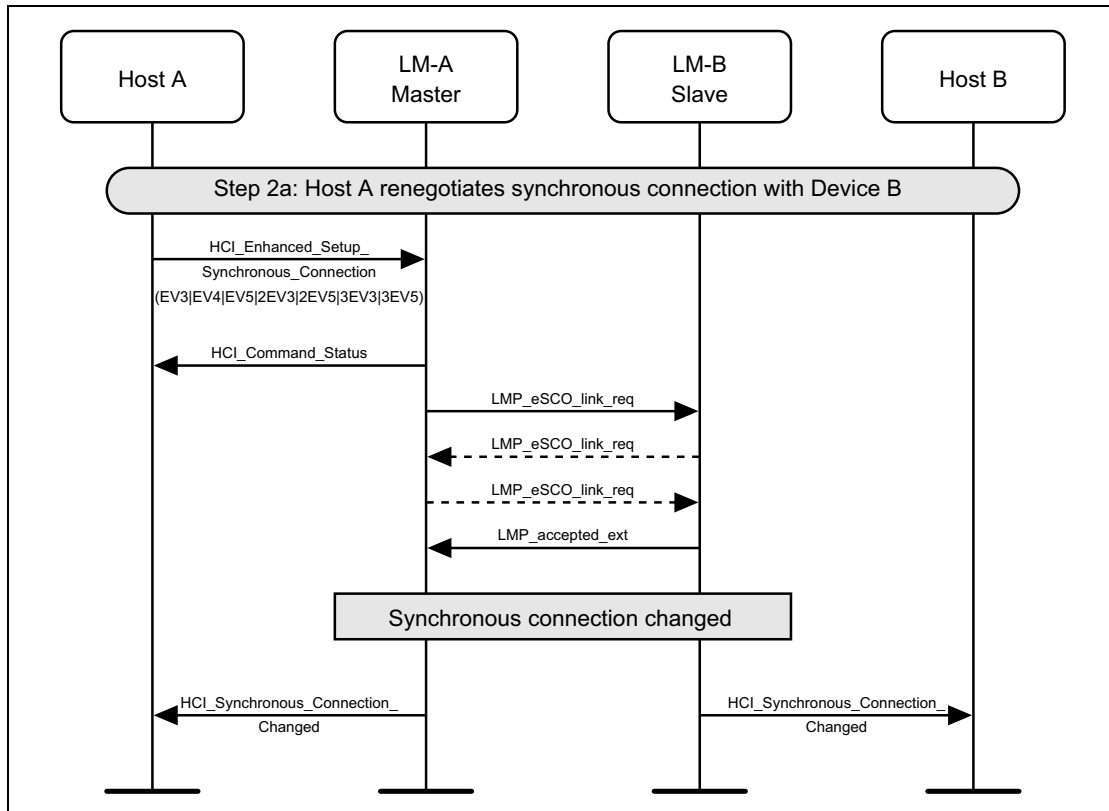 Host A
LM-A
Master
LM-B
Slave
Host B
Step 2a: Host A renegotiates synchronous connection with Device B
HCI_Enhanced_Setup_
Synchronous_Connection
(EV3|EV4|EV5|2EV3|2EV5|3EV3|3EV5)
HCI_Command_Status
LMP_eSCO_link_req
LMP_eSCO_link_req
LMP_eSCO_link_req
LMP_accepted_ext
Synchronous connection changed
HCI_Synchronous_Connection_
Changed
HCI_Synchronous_Connection_
Changed